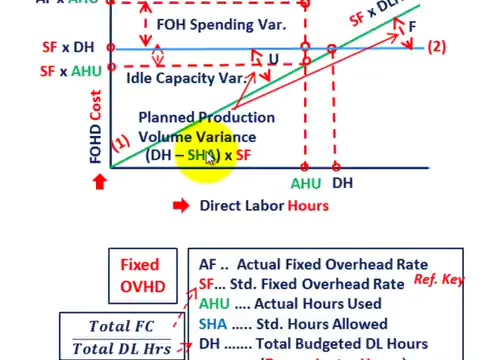 AF x AHU
FOH Spending Var.
SF x DLH
F
SF x DH
(2)
U
SF x AHU
Idle Capacity Var.
Planned Production
Volume Variance
(DH – SHA) x SF
FOHD Cost
(1)
AHU
DH
Direct Labor Hours
Fixed
OVHD
AF .. Actual Fixed Overhead Rate
SF... Std. Fixed Overhead Rate
Ref. Key
AHU .... Actual Hours Used
SHA ..... Std. Hours Allowed
DH ....... Total Budgeted DL Hours
Total FC
Total DL Hrs